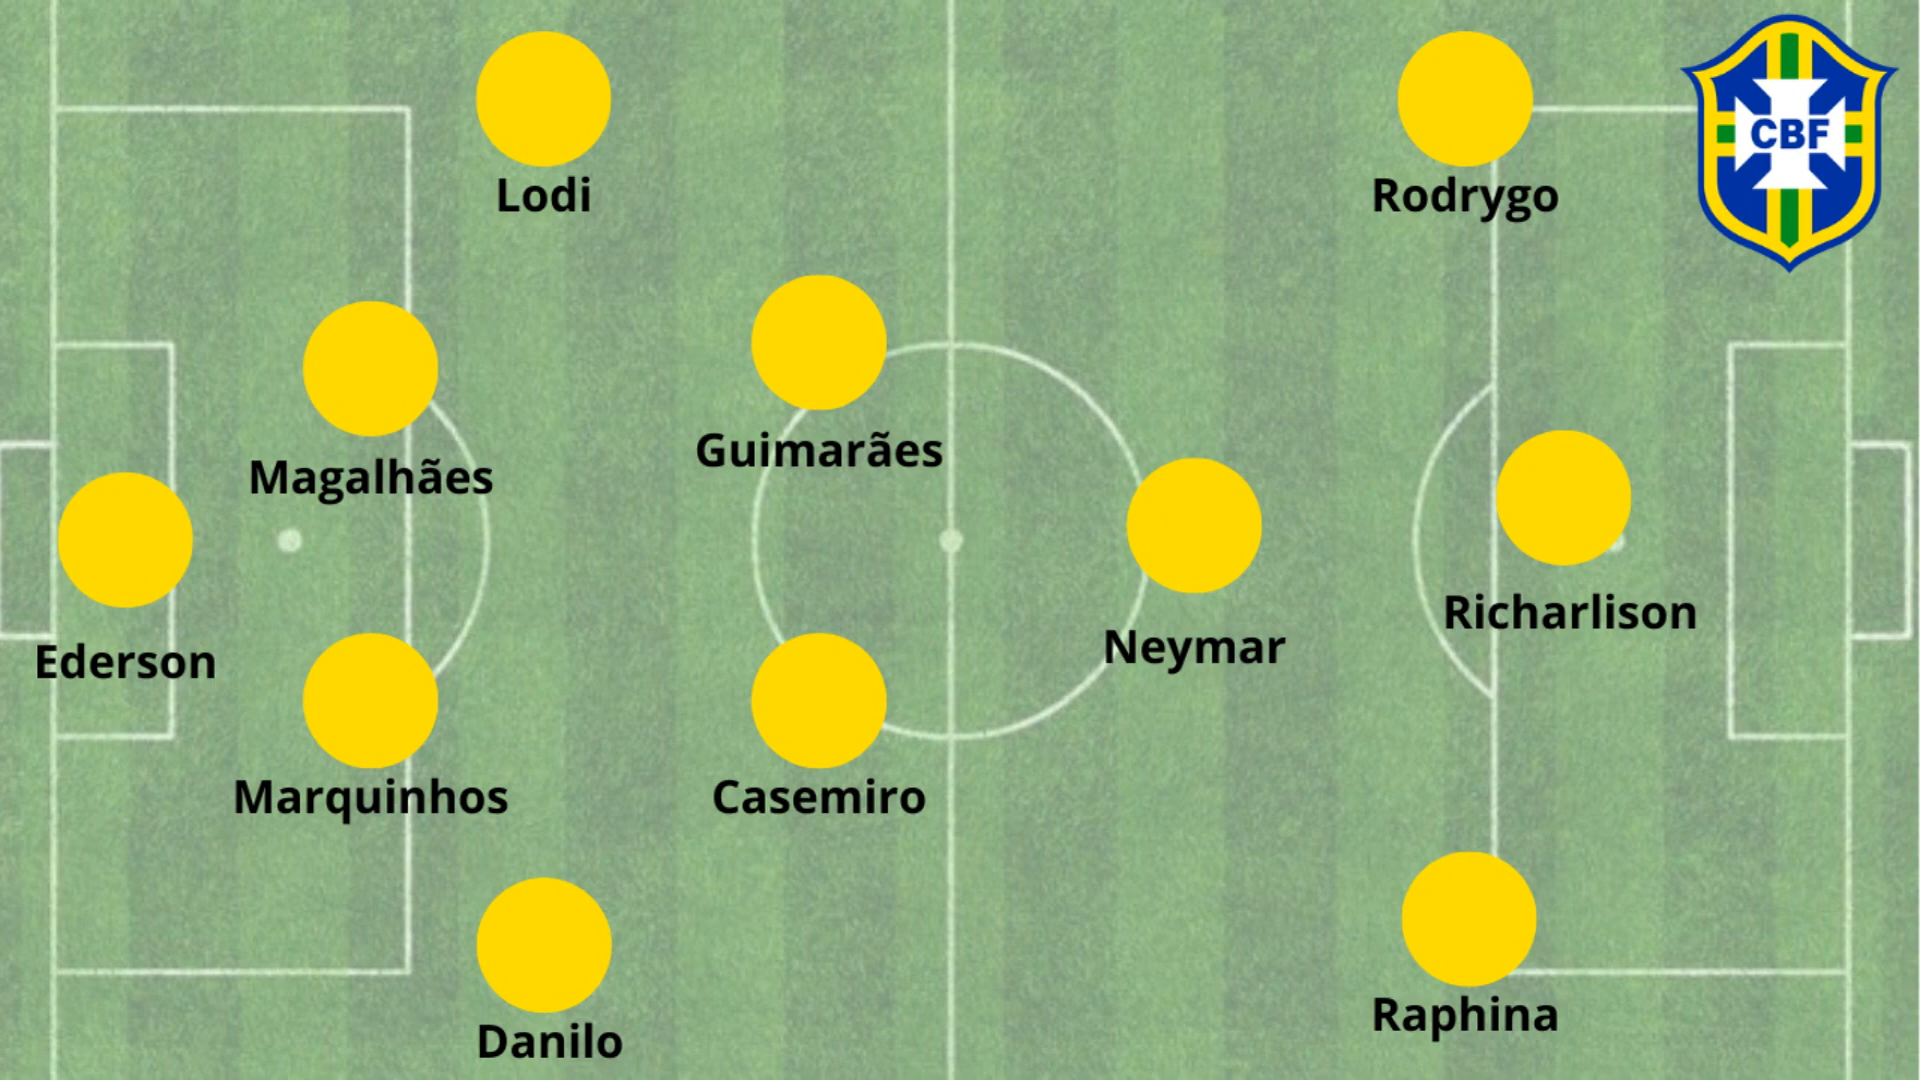 CBF
Lodi
Rodrygo
Guimarães
Magalhães
Richarlison
Neymar
Ederson
Marquinhos
Casemiro
Raphina
Danilo